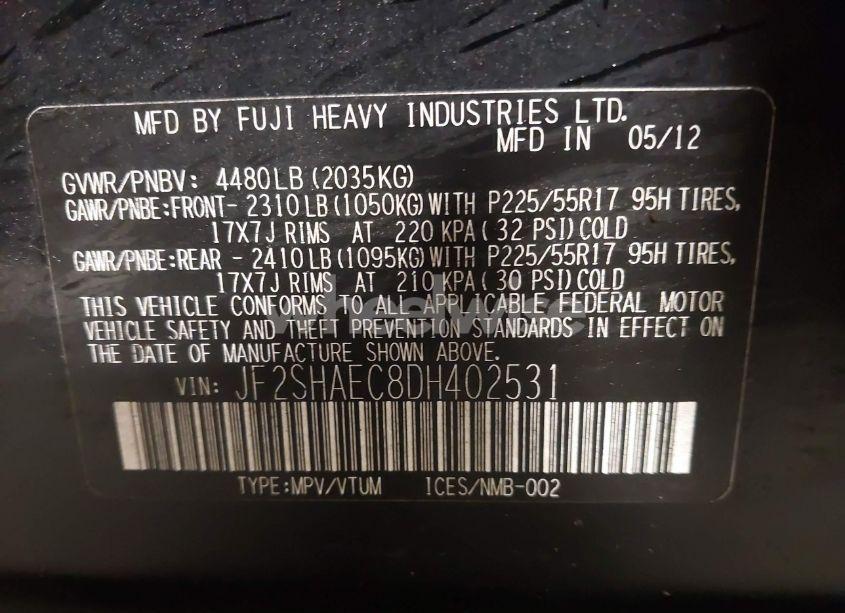 MFD BY FUJI HEAVY INDUSTRIES LTD.
MFD IN 05/12
GVWR/PNBV: 4480LB(2035KG)
GAWR/PNBE:FRONT- 2310LB(1050KG)WITH P225/55R17 95H TIRES,
17X7J RIMS AT 220 KPA( 32 PSI)COLD
GAWR/PNBE:REAR - 2410LB(1095KG)WITH P225/55R17 95H TIRES,
17X7J RIMS AT 210 KPA( 30 PSI)COLD
THIS VEHICLE CONFORMS TO ALL APPLICABLE FEDERAL MOTOR
VEHICLE SAFETY AND THEFT PREVENTION STANDARDS IN EFFECT ON
THE DATE OF MANUFACTURE SHOWN ABOVE.
VIN: JF2SHAEC8DH402531
TYPE:MPV/VTUM ICES/NMB-002